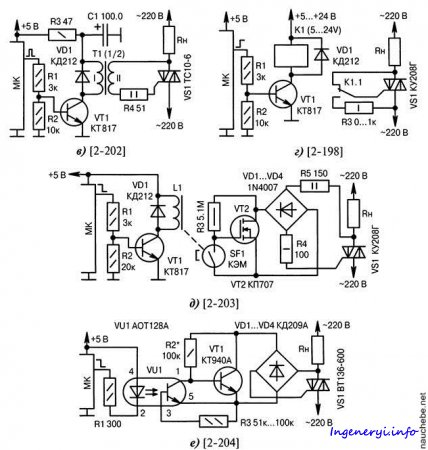 +5 В
R3 47
C1 100.0
~220 В
Rн
VD1
КД212
T1 (1/2)
I
II
МК
R1
3к
R2
10к
VT1
КТ817
R4 51
VS1 ТС10-6
~220 В
в) [2-202]
+5 В
+5...+24 В
K1 (5...24V)
~220 В
Rн
VD1
КД212
МК
R1
3к
R2
10к
VT1
КТ817
K1.1
R3 0...1к
VS1 КУ208Г
~220 В
г) [2-198]
+5 В
VD1
КД212
L1
МК
R1
3к
R2
20к
VT1
КТ817
R3 5.1М
VT2
SF1
КЭМ
VT2 КП707
VD1...VD4
1N4007
R5 150
R4
100
~220 В
Rн
VS1 КУ208Г
~220 В
д) [2-203]
+5 В
VU1 АОТ128А
МК
4
VU1
1
2
3
5
R1 300
R2*
100к
VT1
КТ940А
R3 51к...100к
VD1...VD4 КД209А
~220 В
Rн
VS1 ВТ136-600
~220 В
е) [2-204]
nauchebe.net
Ingeneryi.info